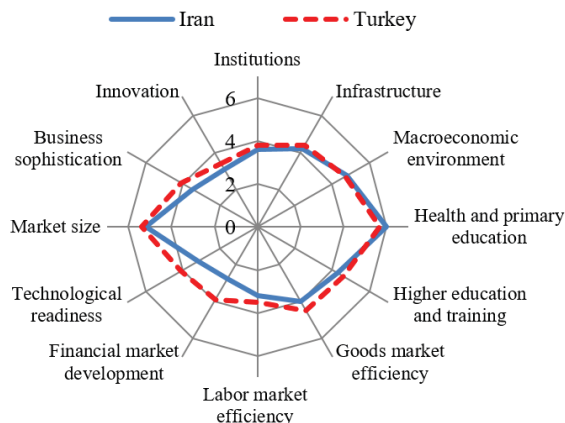 Iran Turkey
Institutions
Innovation
Infrastructure
6
4
2
0
Business
sophistication
Macroeconomic
environment
Market size
Health and primary
education
Technological
readiness
Higher education
and training
Financial market
development
Goods market
efficiency
Labor market
efficiency